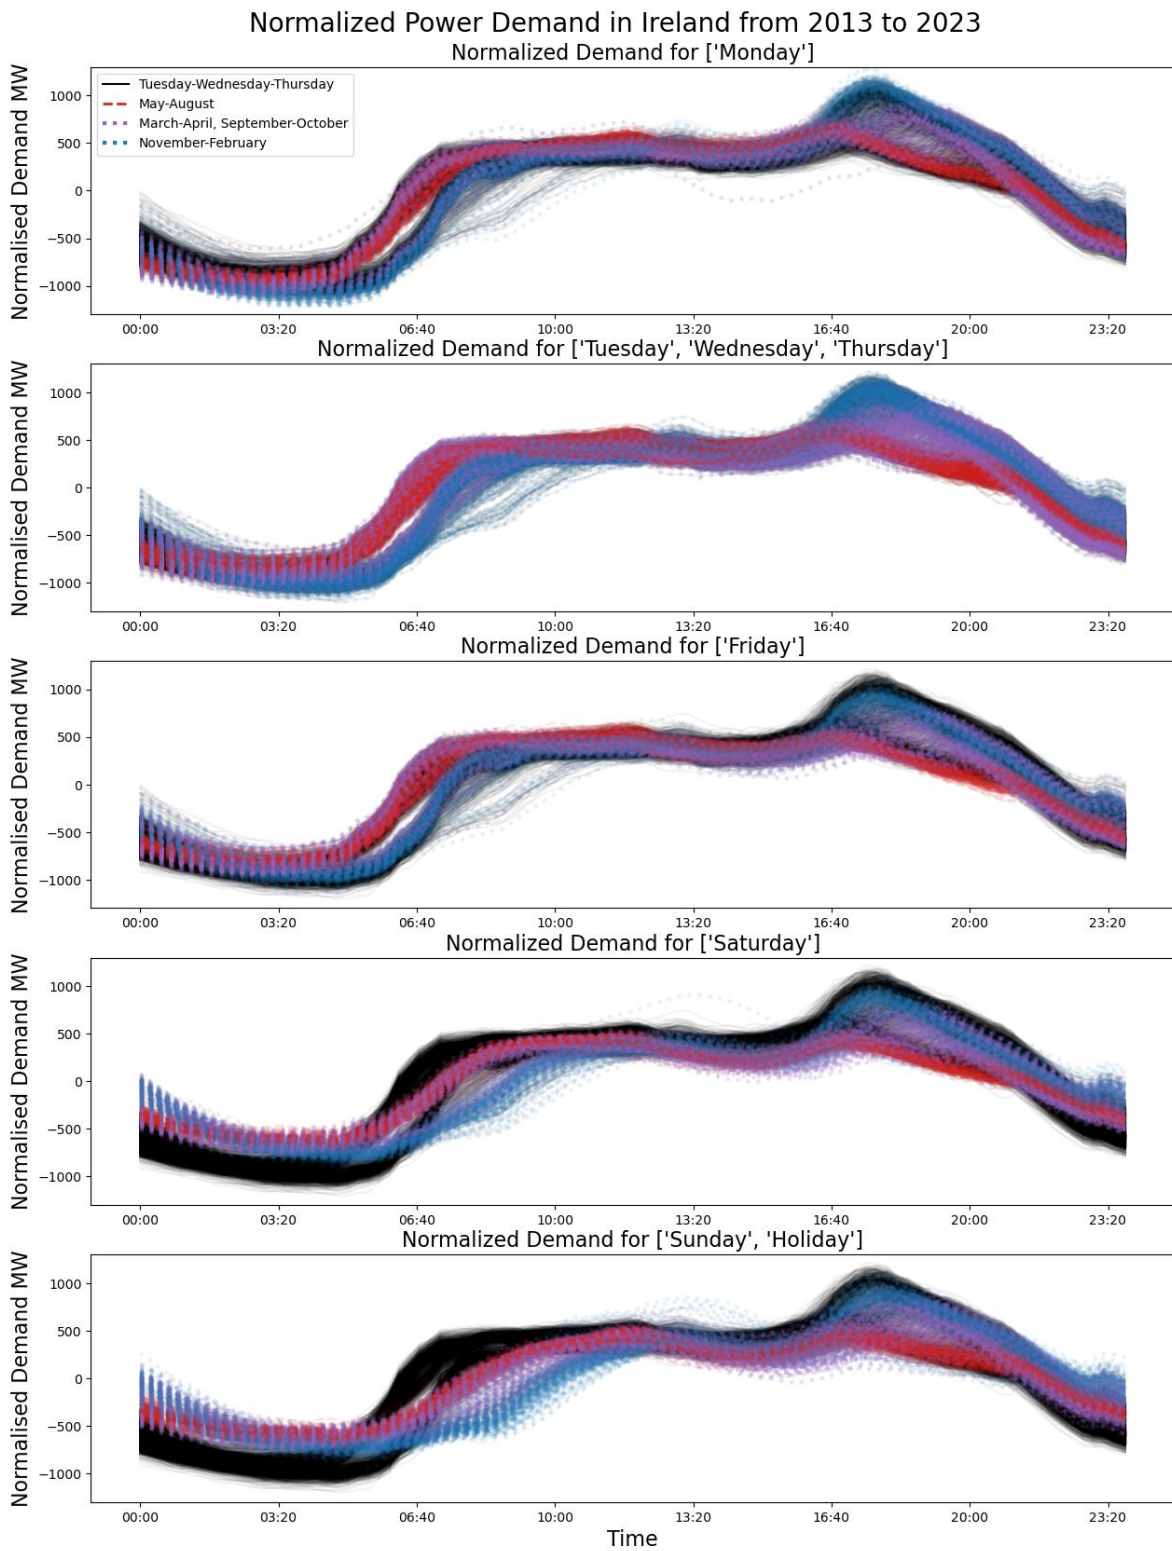 Normalized Power Demand in Ireland from 2013 to 2023
Normalized Demand for ['Monday']
Normalised Demand MW
1000
500
0
−500
−1000
Tuesday-Wednesday-Thursday
May-August
March-April, September-October
November-February
00:00 03:20 06:40 10:00 13:20 16:40 20:00 23:20
Normalized Demand for ['Tuesday', 'Wednesday', 'Thursday']
Normalised Demand MW
1000
500
0
−500
−1000
00:00 03:20 06:40 10:00 13:20 16:40 20:00 23:20
Normalized Demand for ['Friday']
Normalised Demand MW
1000
500
0
−500
−1000
00:00 03:20 06:40 10:00 13:20 16:40 20:00 23:20
Normalized Demand for ['Saturday']
Normalised Demand MW
1000
500
0
−500
−1000
00:00 03:20 06:40 10:00 13:20 16:40 20:00 23:20
Normalized Demand for ['Sunday', 'Holiday']
Normalised Demand MW
1000
500
0
−500
−1000
00:00 03:20 06:40 10:00 13:20 16:40 20:00 23:20
Time